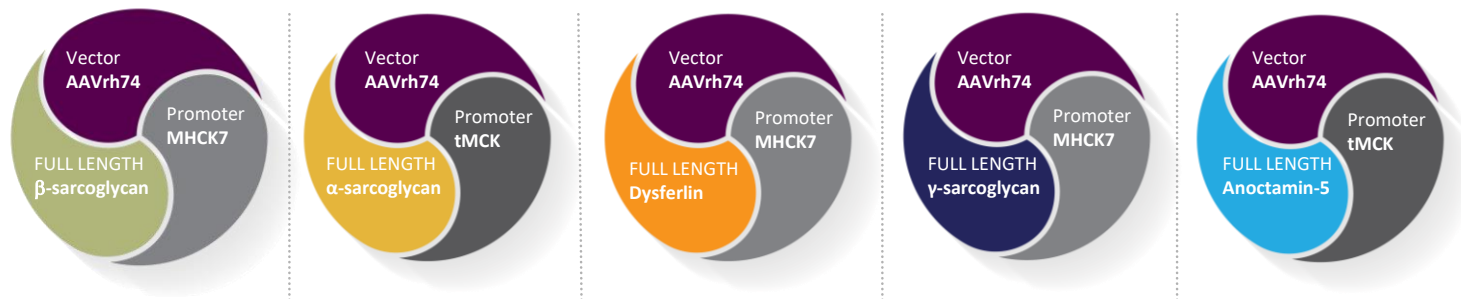 Vector
AAVrh74
Promoter
MHCK7
FULL LENGTH
β-sarcoglycan
Vector
AAVrh74
Promoter
tMCK
FULL LENGTH
α-sarcoglycan
Vector
AAVrh74
Promoter
MHCK7
FULL LENGTH
Dysferlin
Vector
AAVrh74
Promoter
MHCK7
FULL LENGTH
γ-sarcoglycan
Vector
AAVrh74
Promoter
tMCK
FULL LENGTH
Anoctamin-5